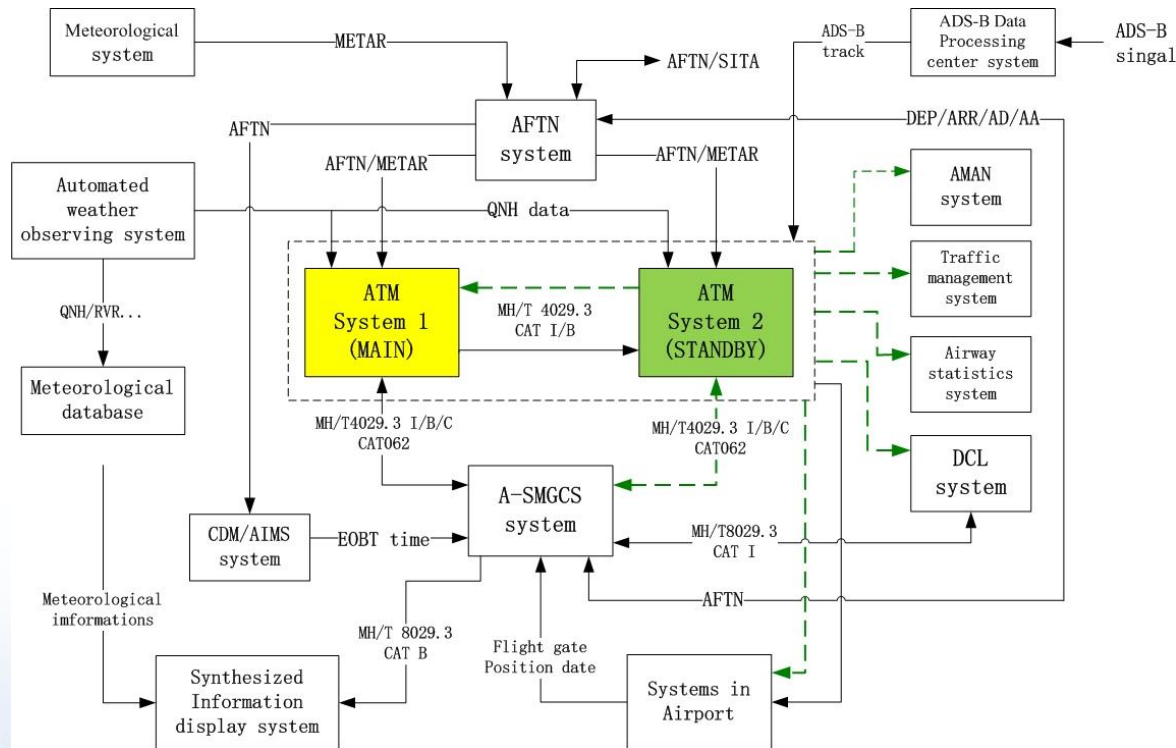 Meteorological
system
METAR
AFTN/SITA
ADS-B
track
ADS-B Data
Processing
center system
ADS-B
singal
AFTN
AFTN
system
DEP/ARR/AD/AA
AFTN/METAR
AFTN/METAR
Automated
weather
observing system
QNH data
AMAN
system
Traffic
management
system
ATM
System 1
(MAIN)
MH/T 4029.3
CAT I/B
ATM
System 2
(STANDBY)
QNH/RVR...
Airway
statistics
system
Meteorological
database
MH/T4029.3 I/B/C
CAT062
MH/T4029.3 I/B/C
CAT062
DCL
system
A-SMGCS
system
CDM/AIMS
system
EOBT time
MH/T8029.3
CAT I
AFTN
Meteorological
imformations
MH/T 8029.3
CAT B
Flight gate
Position date
Synthesized
Information
display system
Systems in
Airport